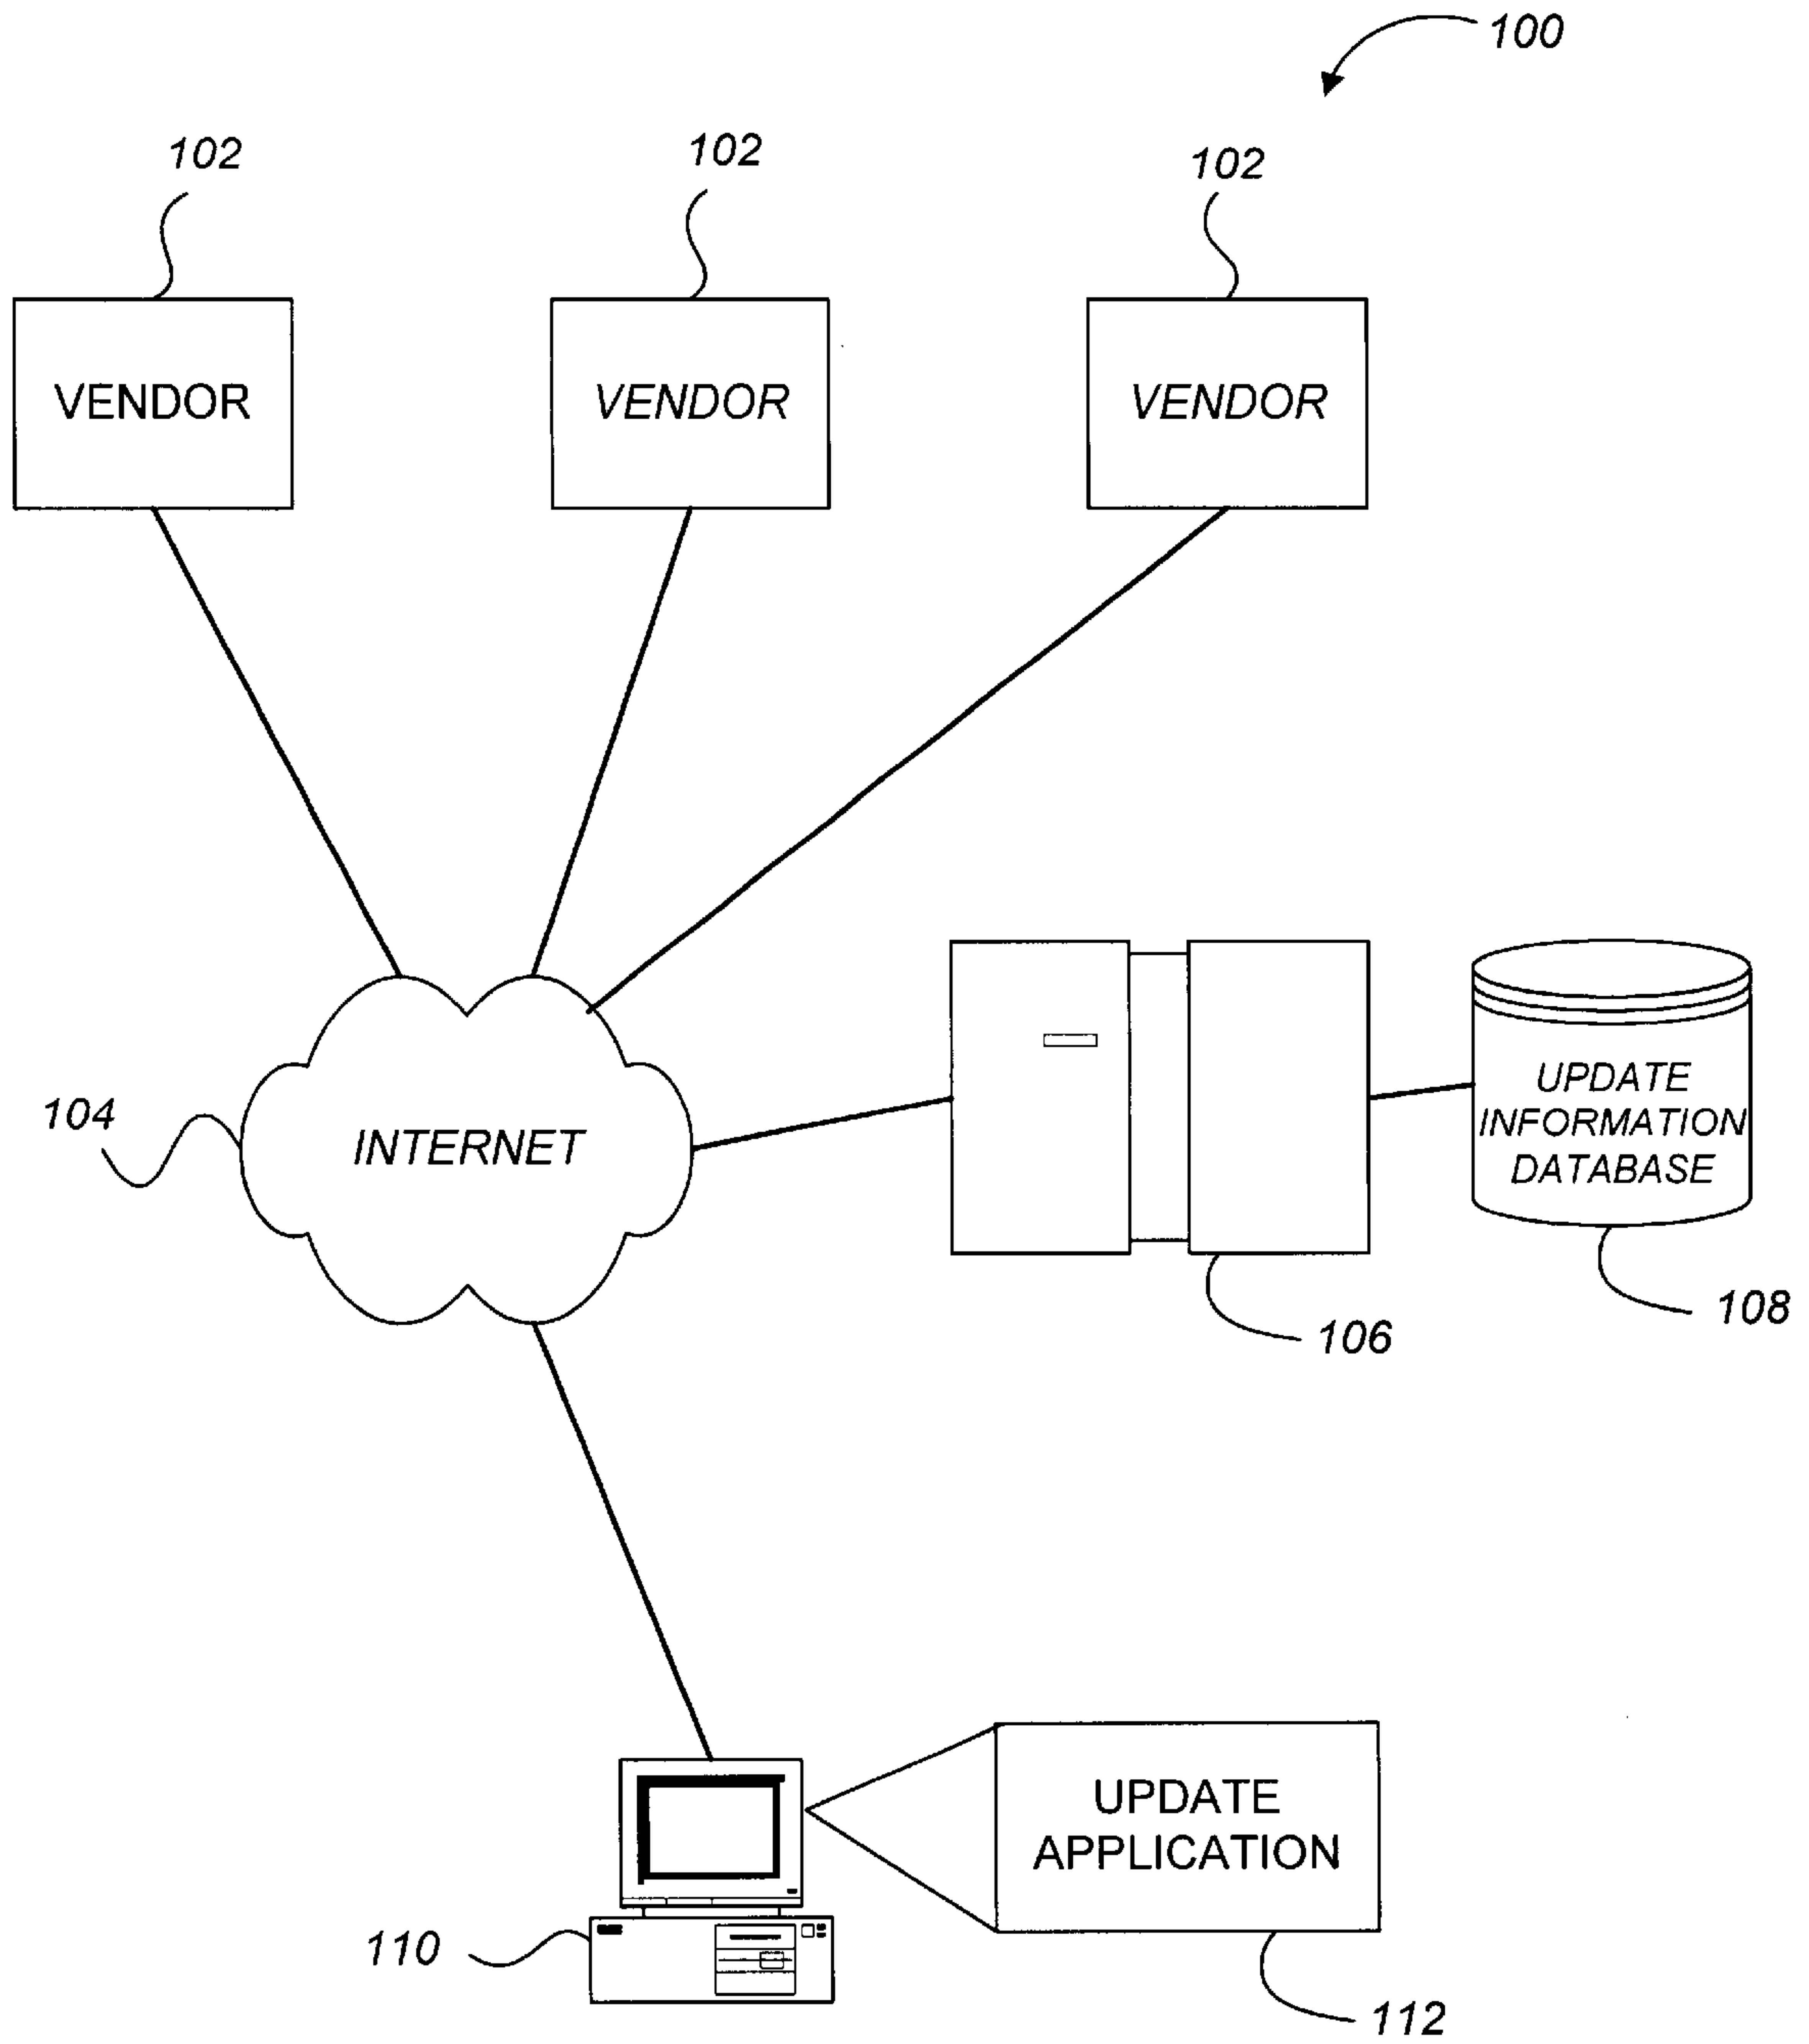 100
102
102
102
VENDOR
VENDOR
VENDOR
104
INTERNET
UPDATE
INFORMATION
DATABASE
106
108
UPDATE
APPLICATION
110
112